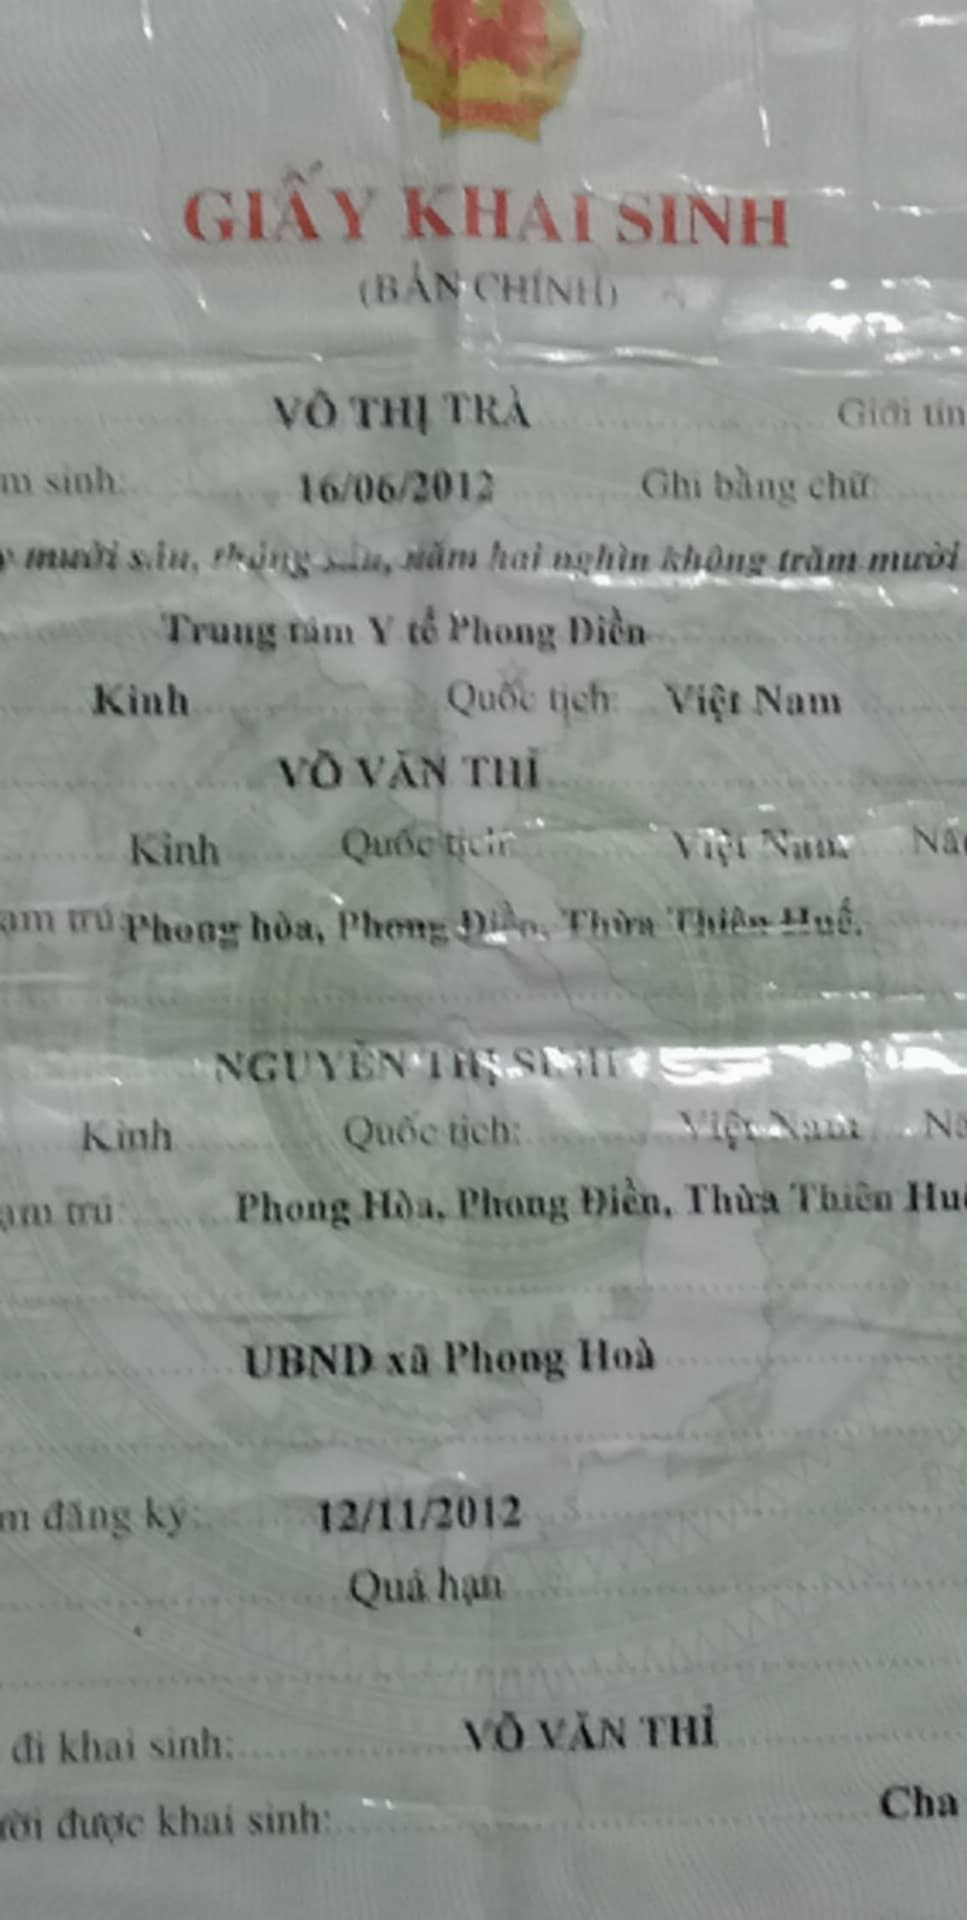 GIẤY KHAI SINH
(BẢN CHÍNH)
VÕ THỊ TRÀ Giới tín
m sinh: 16/06/2012 Ghi bằng chữ:
mười sáu, tháng sáu, năm hai nghìn không trăm mười
Trung tâm Y tế Phong Điền
Kinh Quốc tịch: Việt Nam
VÕ VĂN THỈ
Kinh Quốc tịch: Việt Nam Nă
ạm trú: Phong hòa, Phong Điền, Thừa Thiên Huế.
NGUYỄN THỊ SINH
Kinh Quốc tịch: Việt Nam Nă
ạm trú: Phong Hòa, Phong Điền, Thừa Thiên Huế
UBND xã Phong Hoà
m đăng ký: 12/11/2012
Quá hạn
đi khai sinh: VÕ VĂN THỈ
ười được khai sinh: Cha